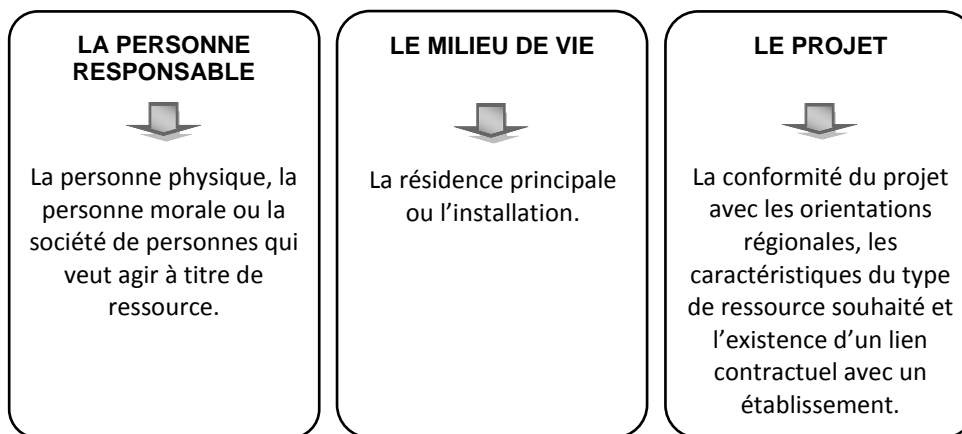 LA PERSONNE
RESPONSABLE
La personne physique, la
personne morale ou la
société de personnes qui
veut agir à titre de
ressource.
LE MILIEU DE VIE
La résidence principale
ou l’installation.
LE PROJET
La conformité du projet
avec les orientations
régionales, les
caractéristiques du type
de ressource souhaité et
l’existence d’un lien
contractuel avec un
établissement.